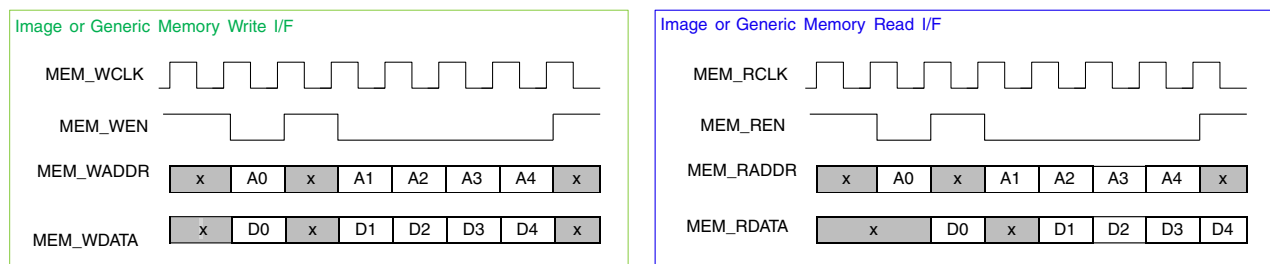 Image or Generic Memory Write I/F
MEM_WCLK
MEM_WEN
MEM_WADDR x A0 x A1 A2 A3 A4 x
MEM_WDATA x D0 x D1 D2 D3 D4 x
Image or Generic Memory Read I/F
MEM_RCLK
MEM_REN
MEM_RADDR x A0 x A1 A2 A3 A4 x
MEM_RDATA x D0 x D1 D2 D3 D4